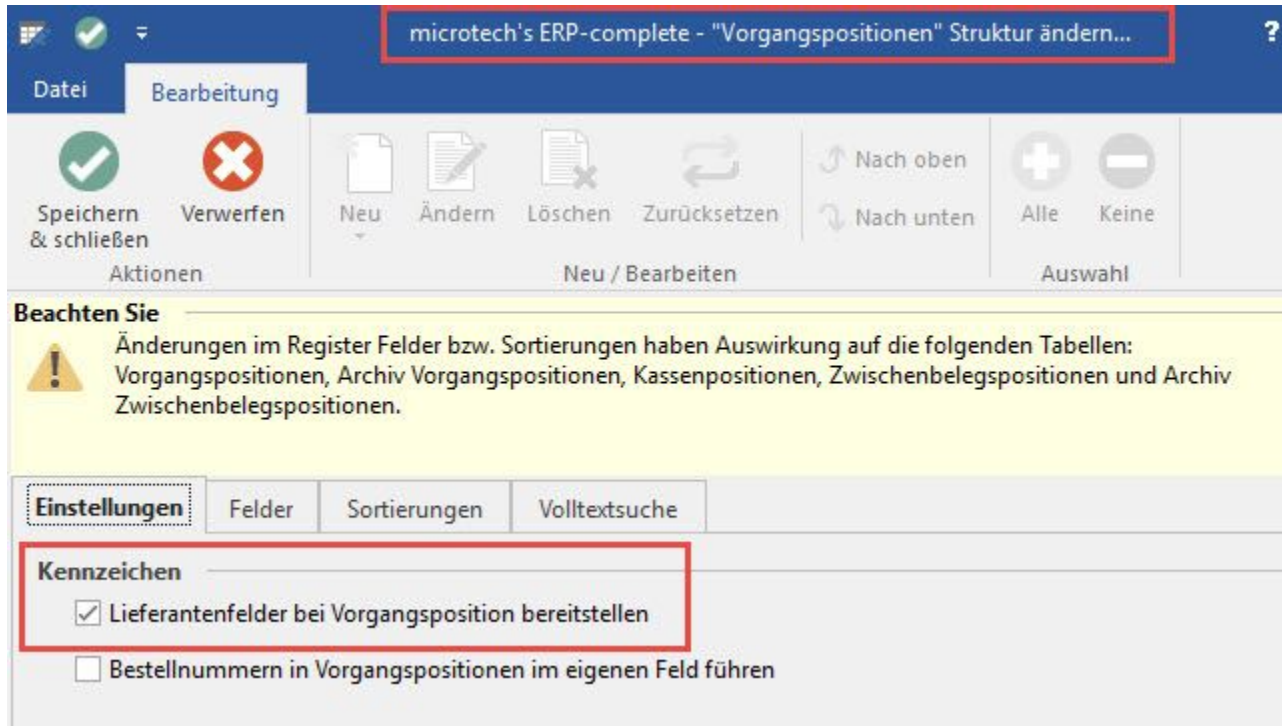 microtech's ERP-complete - "Vorgangspositionen" Struktur ändern...
?
Datei
Bearbeitung
Speichern
& schließen
Verwerfen
Neu
Ändern
Löschen
Zurücksetzen
Nach oben
Nach unten
Alle
Keine
Aktionen
Neu / Bearbeiten
Auswahl
Beachten Sie
Änderungen im Register Felder bzw. Sortierungen haben Auswirkung auf die folgenden Tabellen:
Vorgangspositionen, Archiv Vorgangspositionen, Kassenpositionen, Zwischenbelegspositionen und Archiv
Zwischenbelegspositionen.
Einstellungen
Felder
Sortierungen
Volltextsuche
Kennzeichen
Lieferantenfelder bei Vorgangsposition bereitstellen
Bestellnummern in Vorgangspositionen im eigenen Feld führen